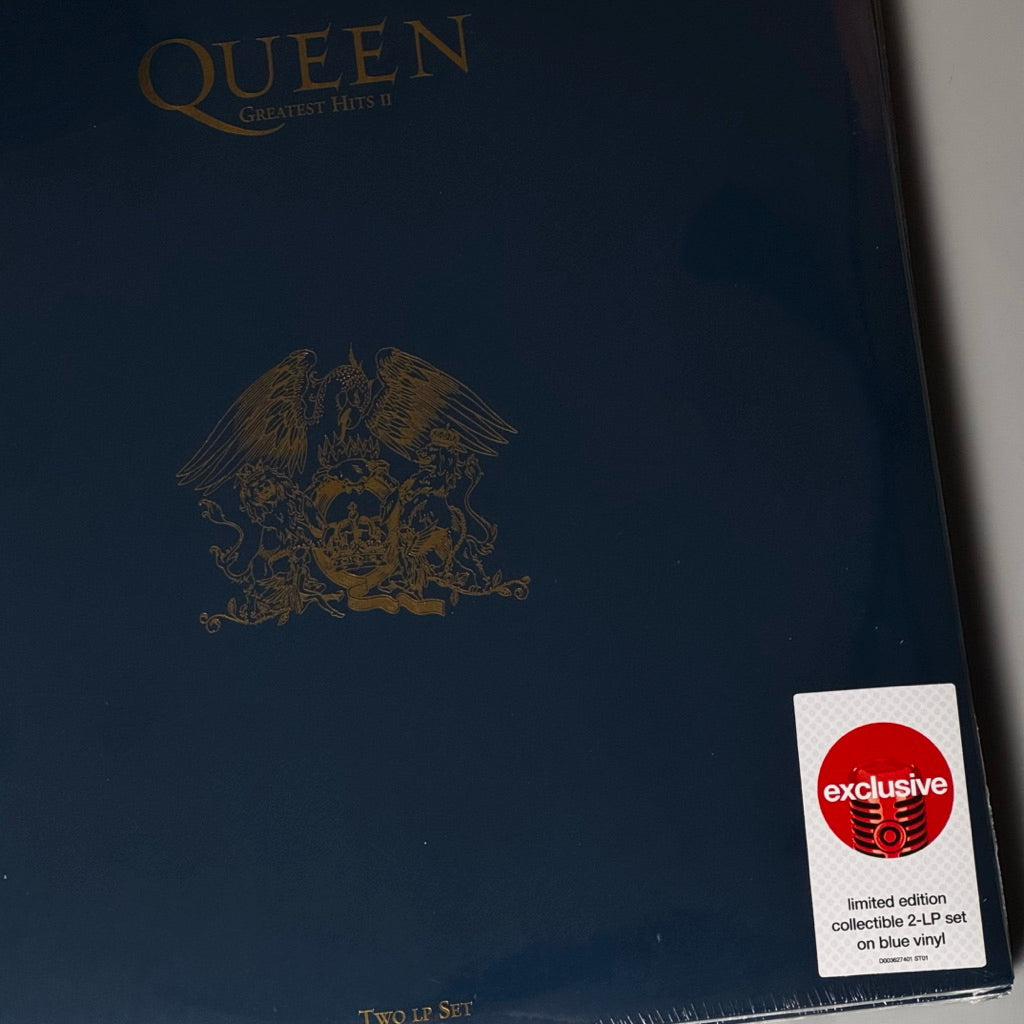 QUEEN
GREATEST HITS II
exclusive
limited edition
collectible 2-LP set
on blue vinyl
D003627401 ST01
TWO LP SET